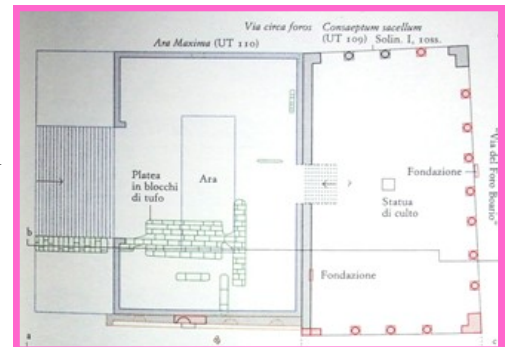 Via circa foros
Consaeptum sacellum
Ara Maxima (UT 110)
(UT 109) Solin. I, 10ss.
Platea
in blocchi
di tufo
Ara
Fondazione
"Via del Foro Boario"
Statua
di culto
Fondazione
b
a
c